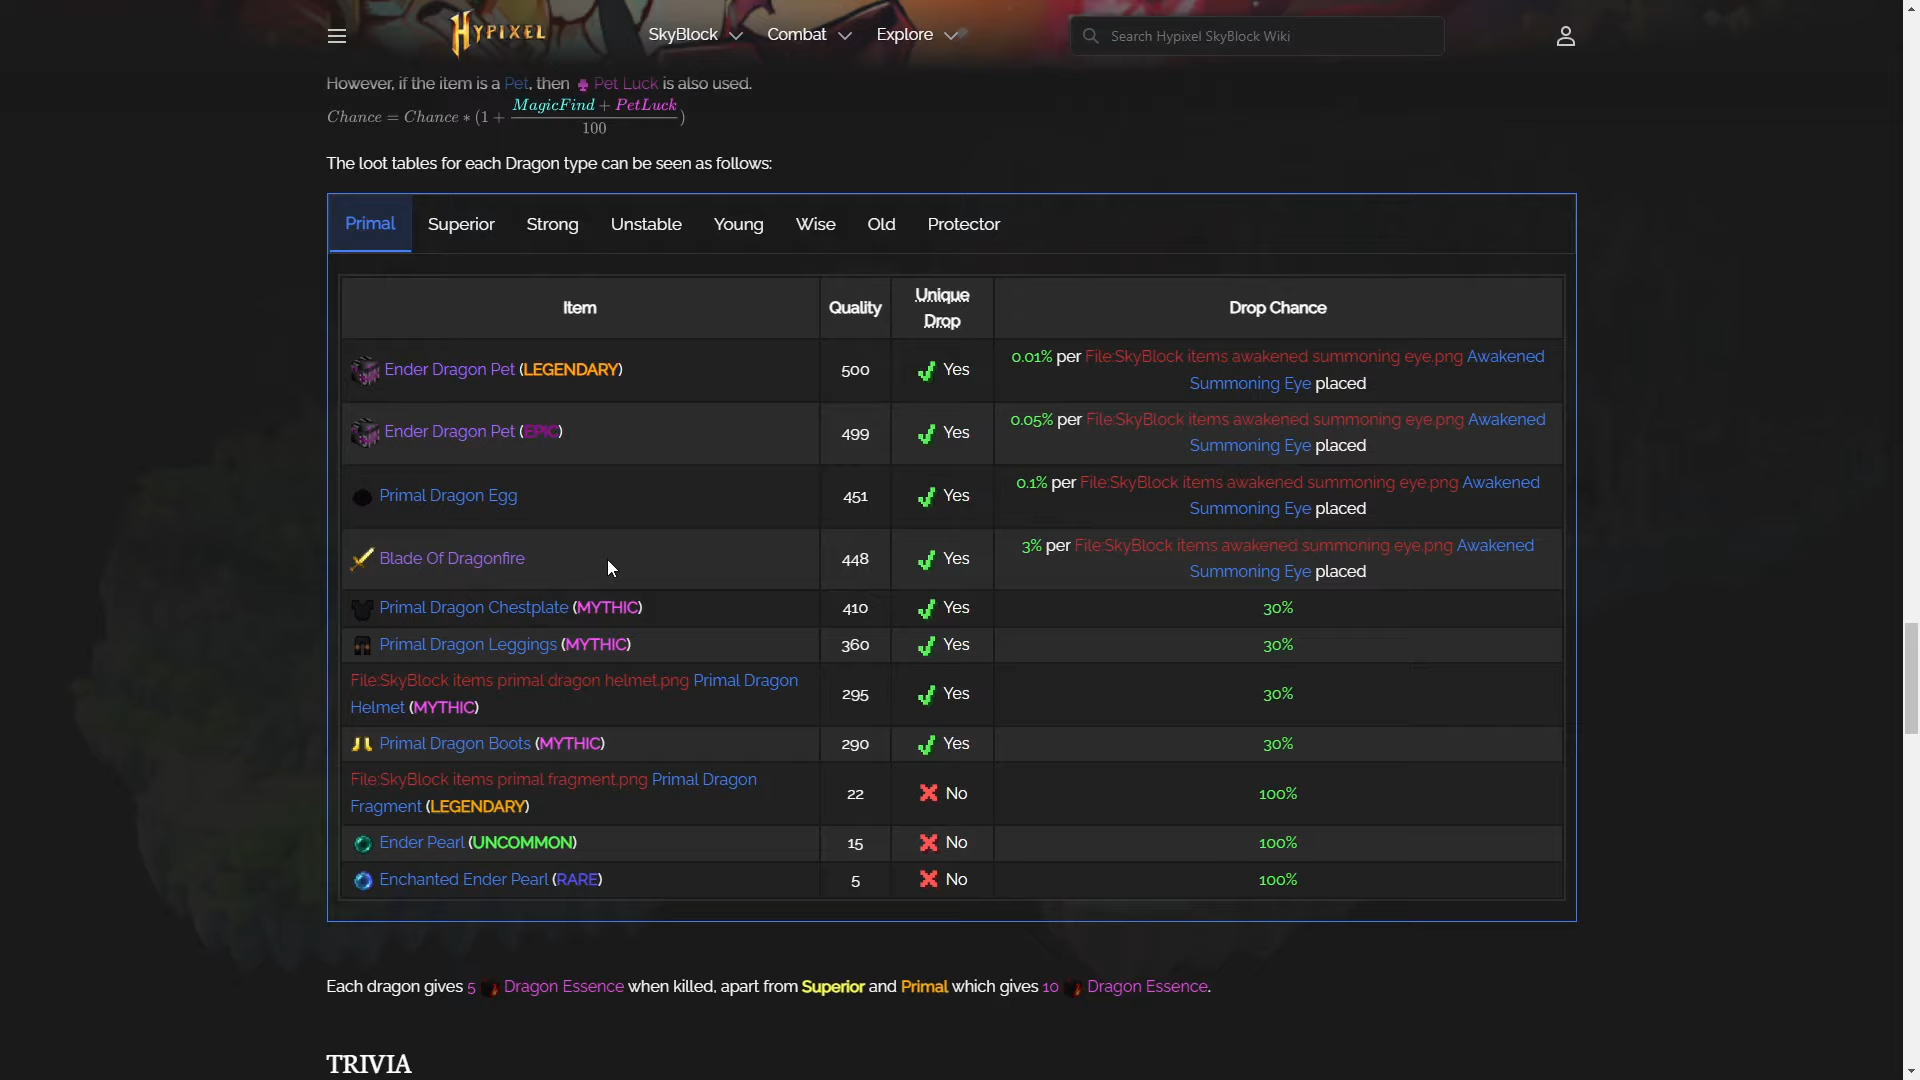 HYPIXEL
SkyBlock Combat Explore Search Hypixel SkyBlock Wiki
However, if the item is a Pet, then ♣ Pet Luck is also used.
Chance = Chance * (1 + (MagicFind + PetLuck) / 100)
The loot tables for each Dragon type can be seen as follows:
Primal Superior Strong Unstable Young Wise Old Protector
Item Quality Unique Drop Drop Chance
Ender Dragon Pet (LEGENDARY) 500 Yes 0.01% per File:SkyBlock items awakened summoning eye.png Awakened
Summoning Eye placed
Ender Dragon Pet (EPIC) 499 Yes 0.05% per File:SkyBlock items awakened summoning eye.png Awakened
Summoning Eye placed
Primal Dragon Egg 451 Yes 0.1% per File:SkyBlock items awakened summoning eye.png Awakened
Summoning Eye placed
Blade Of Dragonfire 448 Yes 3% per File:SkyBlock items awakened summoning eye.png Awakened
Summoning Eye placed
Primal Dragon Chestplate (MYTHIC) 410 Yes 30%
Primal Dragon Leggings (MYTHIC) 360 Yes 30%
File:SkyBlock items primal dragon helmet.png Primal Dragon
Helmet (MYTHIC) 295 Yes 30%
Primal Dragon Boots (MYTHIC) 290 Yes 30%
File:SkyBlock items primal fragment.png Primal Dragon
Fragment (LEGENDARY) 22 No 100%
Ender Pearl (UNCOMMON) 15 No 100%
Enchanted Ender Pearl (RARE) 5 No 100%
Each dragon gives 5 Dragon Essence when killed, apart from Superior and Primal which gives 10 Dragon Essence.
TRIVIA